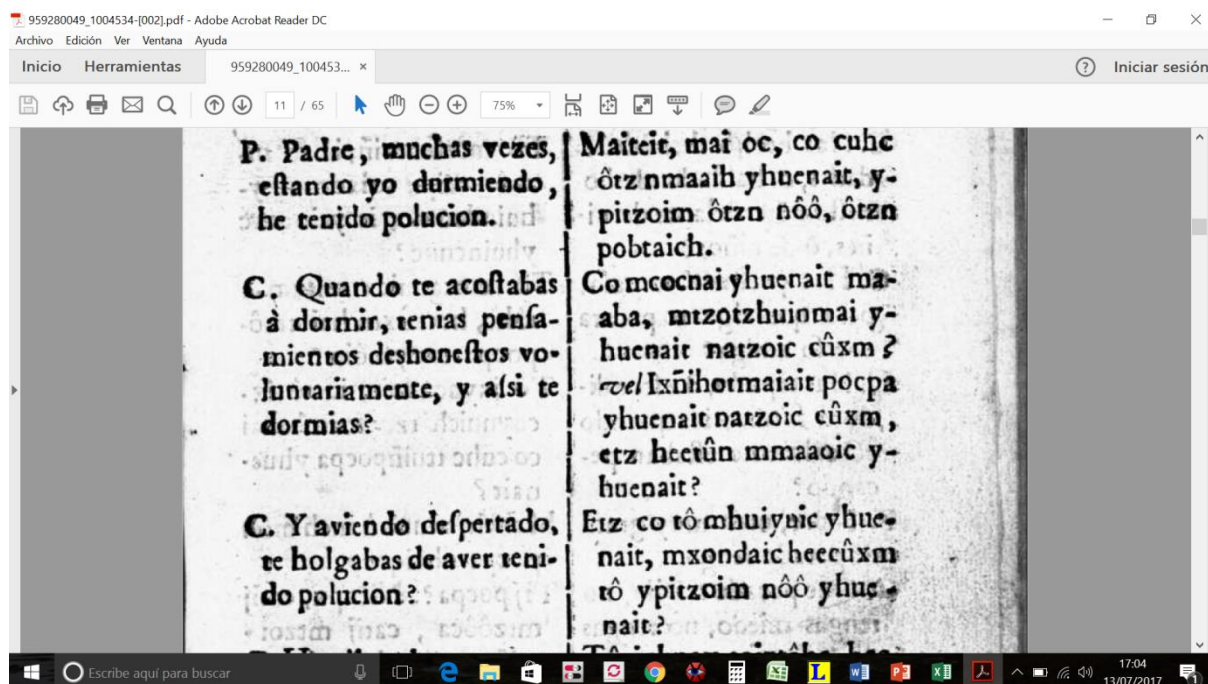 959280049_1004534-[002].pdf - Adobe Acrobat Reader DC
Archivo Edición Ver Ventana Ayuda
Inicio Herramientas 959280049_100453... ×
Iniciar sesión
11 / 65 75%
P. Padre, muchas vezes,
eſtando yo durmiendo,
he tenido polucion.
C. Quando te acoſtabas
à dormir, tenias penſa-
mientos deshoneſtos vo-
luntariamente, y aſsi te
dormias?
C. Y aviendo deſpertado,
te holgabas de aver teni-
do polucion?
Maiteit, mai oc, co cuhc
ôtz nmaaih yhuenait, y-
pitzoim ôtzn nôô, ôtzn
pobtaich.
Co mcocnai yhuenait ma-
aba, mtzotzhuinmai y-
huenait natzoic cûxm?
vel Ixñihotmaiait pocpa
yhuenait natzoic cûxm,
etz heetûn mmaaoic y-
huenait?
Etz co tô mhuiyuic yhue-
nait, mxondaic heecûxm
tô ypitzoim nôô yhue-
nait?
Escribe aquí para buscar
17:04
13/07/2017